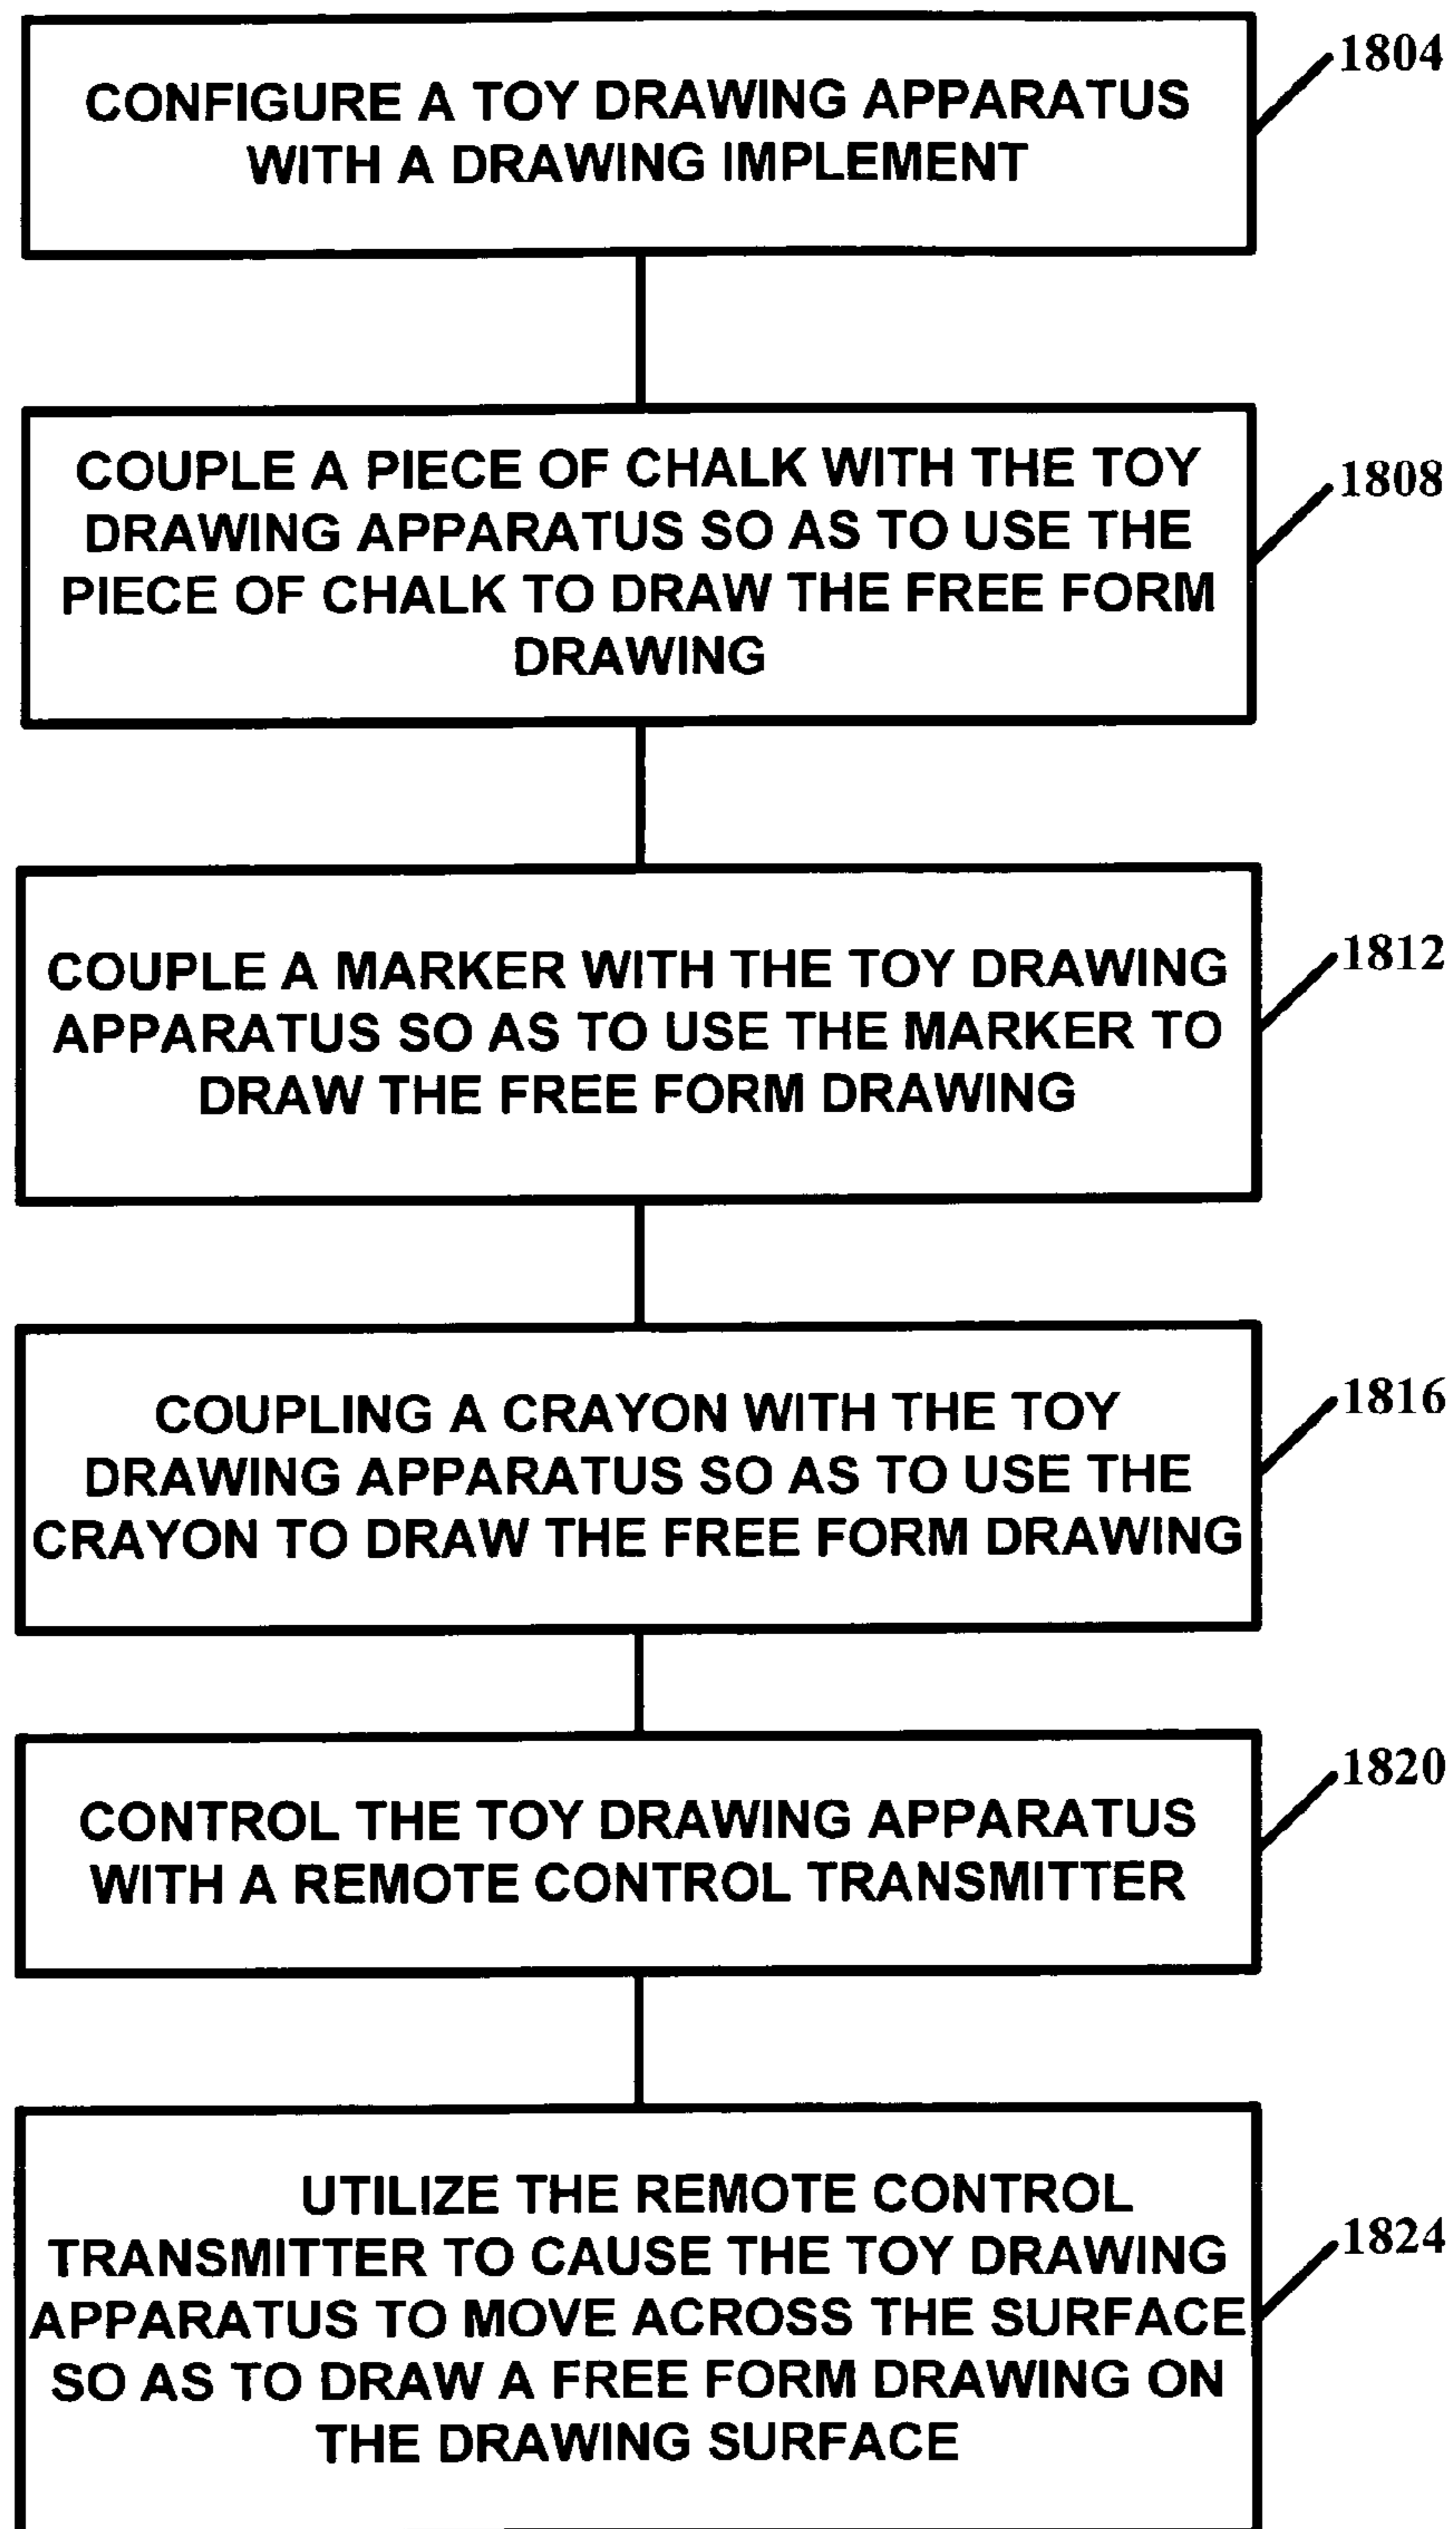 1804
CONFIGURE A TOY DRAWING APPARATUS
WITH A DRAWING IMPLEMENT
1808
COUPLE A PIECE OF CHALK WITH THE TOY
DRAWING APPARATUS SO AS TO USE THE
PIECE OF CHALK TO DRAW THE FREE FORM
DRAWING
1812
COUPLE A MARKER WITH THE TOY DRAWING
APPARATUS SO AS TO USE THE MARKER TO
DRAW THE FREE FORM DRAWING
1816
COUPLING A CRAYON WITH THE TOY
DRAWING APPARATUS SO AS TO USE THE
CRAYON TO DRAW THE FREE FORM DRAWING
1820
CONTROL THE TOY DRAWING APPARATUS
WITH A REMOTE CONTROL TRANSMITTER
1824
UTILIZE THE REMOTE CONTROL
TRANSMITTER TO CAUSE THE TOY DRAWING
APPARATUS TO MOVE ACROSS THE SURFACE
SO AS TO DRAW A FREE FORM DRAWING ON
THE DRAWING SURFACE